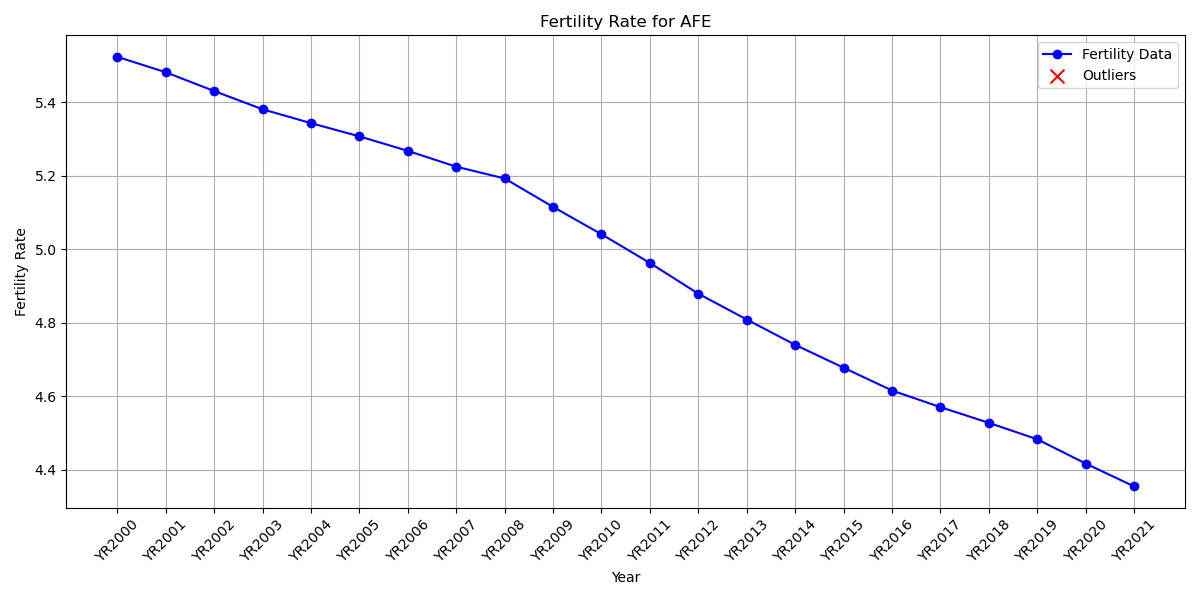 Fertility Rate for AFE
Fertility Data
Outliers
Fertility Rate
5.4
5.2
5.0
4.8
4.6
4.4
YR2000
YR2001
YR2002
YR2003
YR2004
YR2005
YR2006
YR2007
YR2008
YR2009
YR2010
YR2011
YR2012
YR2013
YR2014
YR2015
YR2016
YR2017
YR2018
YR2019
YR2020
YR2021
Year